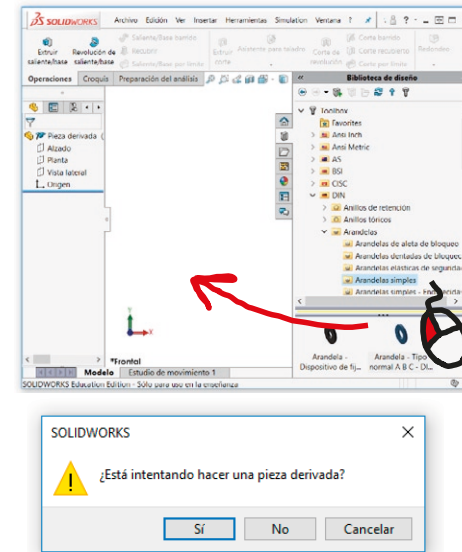 3S SOLIDWORKS Archivo Edición Ver Insertar Herramientas Simulation Ventana ?
Extruir saliente/base
Revolución de saliente/base
Saliente/Base barrido
Recubrir
Saliente/Base por límite
Extruir corte
Asistente para taladro
Corte de revolución
Corte barrido
Corte recubierto
Corte por límite
Redondeo
Operaciones Croquis Preparación del análisis
Biblioteca de diseño
Pieza derivada (
Alzado
Planta
Vista lateral
Origen
Toolbox
Favorites
Ansi Inch
Ansi Metric
AS
BSI
CISC
DIN
Anillos de retención
Anillos tóricos
Arandelas
Arandelas de aleta de bloqueo
Arandelas dentadas de bloquec
Arandelas elásticas de segurida
Arandelas simples
Arandelas simples -
X
*Frontal
Arandela - Dispositivo de fij...
Arandela - Tipo normal A B C - DI...
Modelo Estudio de movimiento 1
SOLIDWORKS Education Edition - Sólo para uso en la enseñanza
SOLIDWORKS
¿Está intentando hacer una pieza derivada?
Sí No Cancelar